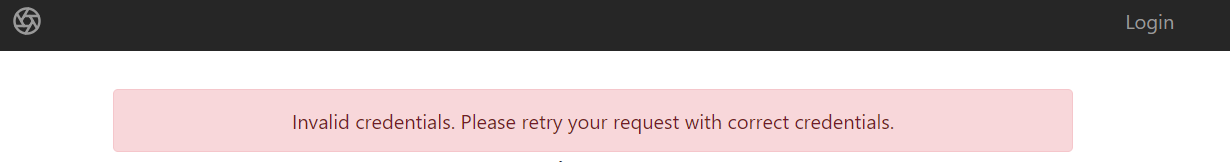 Login
Invalid credentials. Please retry your request with correct credentials.